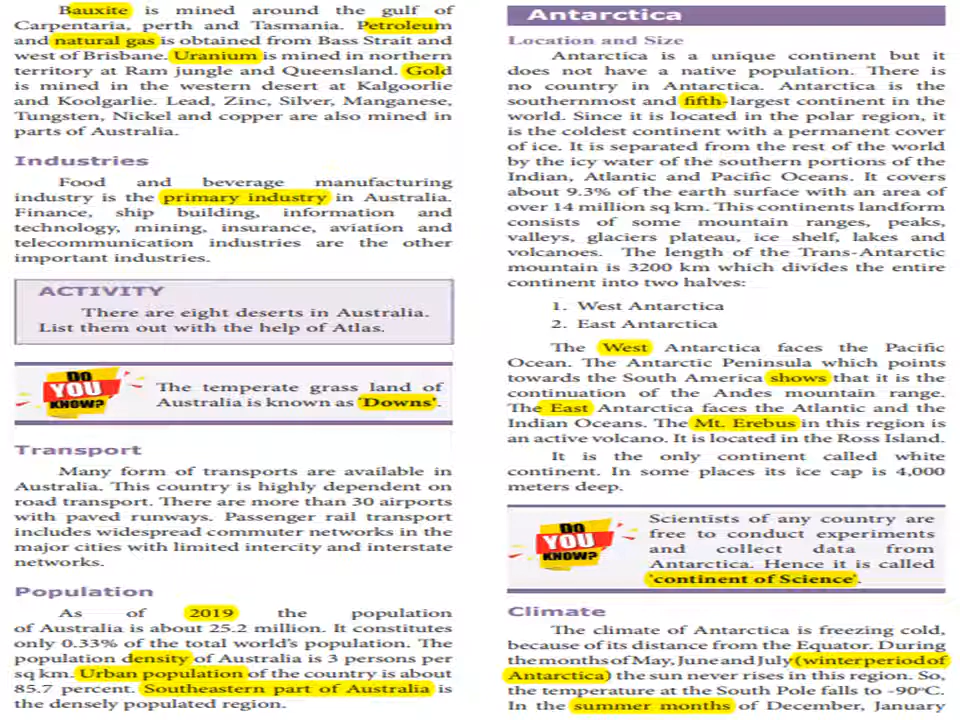 Bauxite is mined around the gulf of
Carpentaria, perth and Tasmania. Petroleum
and natural gas is obtained from Bass Strait and
west of Brisbane. Uranium is mined in northern
territory at Ram jungle and Queensland. Gold
is mined in the western desert at Kalgoorlie
and Koolgarlie. Lead, Zinc, Silver, Manganese,
Tungsten, Nickel and copper are also mined in
parts of Australia.
Industries
Food and beverage manufacturing
industry is the primary industry in Australia.
Finance, ship building, information and
technology, mining, insurance, aviation and
telecommunication industries are the other
important industries.
ACTIVITY
There are eight deserts in Australia.
List them out with the help of Atlas.
DO
YOU
KNOW?
The temperate grass land of
Australia is known as 'Downs'.
Transport
Many form of transports are available in
Australia. This country is highly dependent on
road transport. There are more than 30 airports
with paved runways. Passenger rail transport
includes widespread commuter networks in the
major cities with limited intercity and interstate
networks.
Population
As of 2019 the population
of Australia is about 25.2 million. It constitutes
only 0.33% of the total world's population. The
population density of Australia is 3 persons per
sq km. Urban population of the country is about
85.7 percent. Southeastern part of Australia is
the densely populated region.
Antarctica
Location and Size
Antarctica is a unique continent but it
does not have a native population. There is
no country in Antarctica. Antarctica is the
southernmost and fifth-largest continent in the
world. Since it is located in the polar region, it
is the coldest continent with a permanent cover
of ice. It is separated from the rest of the world
by the icy water of the southern portions of the
Indian, Atlantic and Pacific Oceans. It covers
about 9.3% of the earth surface with an area of
over 14 million sq km. This continents landform
consists of some mountain ranges, peaks,
valleys, glaciers plateau, ice shelf, lakes and
volcanoes. The length of the Trans-Antarctic
mountain is 3200 km which divides the entire
continent into two halves:
1. West Antarctica
2. East Antarctica
The West Antarctica faces the Pacific
Ocean. The Antarctic Peninsula which points
towards the South America shows that it is the
continuation of the Andes mountain range.
The East Antarctica faces the Atlantic and the
Indian Oceans. The Mt. Erebus in this region is
an active volcano. It is located in the Ross Island.
It is the only continent called white
continent. In some places its ice cap is 4,000
meters deep.
DO
YOU
KNOW?
Scientists of any country are
free to conduct experiments
and collect data from
Antarctica. Hence it is called
'continent of Science'.
Climate
The climate of Antarctica is freezing cold,
because of its distance from the Equator. During
the months of May, June and July (winter period of
Antarctica) the sun never rises in this region. So,
the temperature at the South Pole falls to -90°C.
In the summer months of December, January